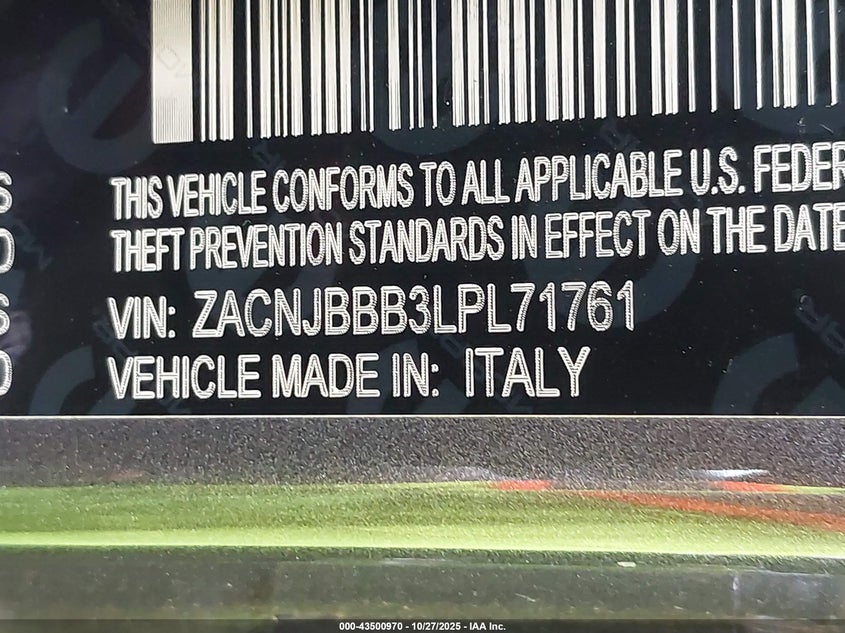 S
THIS VEHICLE CONFORMS TO ALL APPLICABLE U.S. FEDER
D
THEFT PREVENTION STANDARDS IN EFFECT ON THE DATE
S
VIN: ZACNJBBB3LPL71761
D
VEHICLE MADE IN: ITALY
000-43500970 - 10/27/2025 - IAA Inc.